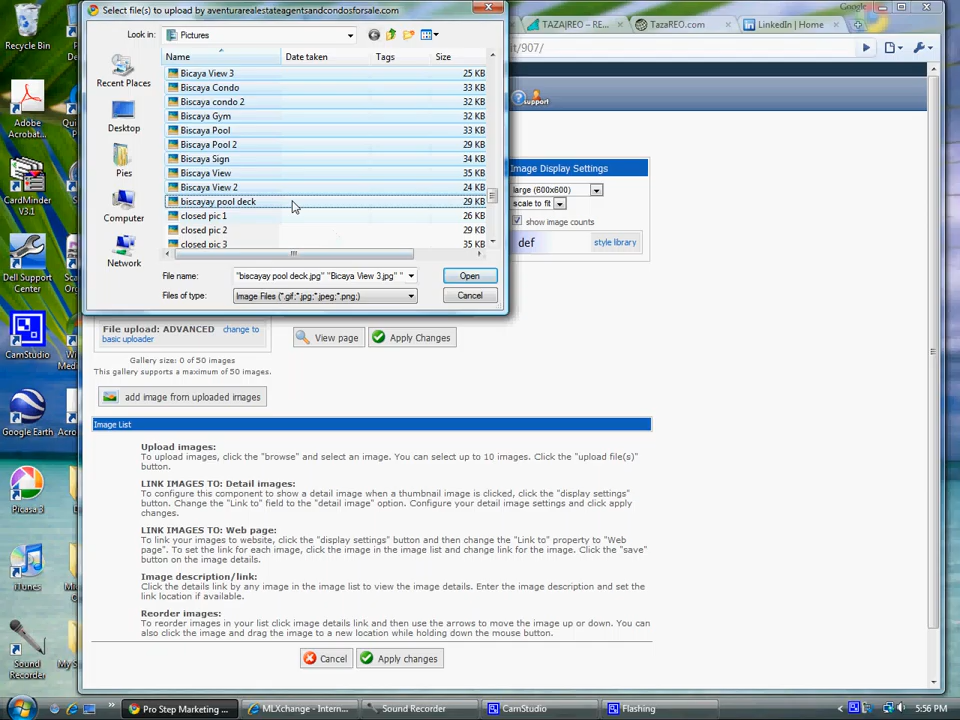 Select file(s) to upload by aventurarealestateagentsandcondosforsale.com
Google
Look in:
Pictures
TAZA|REO – RE...
TazaREO.com
LinkedIn | Home
it/907/
Name
Date taken
Tags
Size
Bicaya View 3
25 KB
Biscaya Condo
33 KB
Biscaya condo 2
32 KB
Biscaya Gym
32 KB
Biscaya Pool
33 KB
Biscaya Pool 2
29 KB
Biscaya Sign
34 KB
Biscaya View
35 KB
Biscaya View 2
24 KB
biscayay pool deck
29 KB
closed pic 1
26 KB
closed pic 2
29 KB
closed pic 3
35 KB
Recent Places
Desktop
Pies
Computer
Network
File name:
"biscayay pool deck.jpg" "Bicaya View 3.jpg" "
Open
Files of type:
Image Files (*.gif;*.jpg;*.jpeg;*.png;)
Cancel
support
Image Display Settings
large (600x600)
scale to fit
show image counts
def
style library
File upload: ADVANCED
change to
basic uploader
View page
Apply Changes
Gallery size: 0 of 50 images
This gallery supports a maximum of 50 images.
add image from uploaded images
Image List
Upload images:
To upload images, click the "browse" and select an image. You can select up to 10 images. Click the "upload file(s)"
button.
LINK IMAGES TO: Detail images:
To configure this component to show a detail image when a thumbnail image is clicked, click the "display settings"
button. Change the "Link to" field to the "detail image" option. Configure your detail image settings and click apply
changes.
LINK IMAGES TO: Web page:
To link your images to website, click the "display settings" button and then change the "Link to" property to "Web
page". To set the link for each image, click the image in the image list and change link for the image. Click the "save"
button on the image details.
Image description/link:
Click the details link by any image in the image list to view the image details. Enter the image description and set the
link location if available.
Reorder images:
To reorder images in your list click image details link and then use the arrows to move the image up or down. You can
also click the image and drag the image to a new location while holding down the mouse button.
Cancel
Apply changes
Recycle Bin
Adobe
Acrobat...
CardMinder
V3.1
Dell Support
Center
CamStudio
Google Earth
Picasa 3
iTunes
Sound
Recorder
Pro Step Marketing ...
MLXchange - Intern...
Sound Recorder
CamStudio
Flashing
5:56 PM